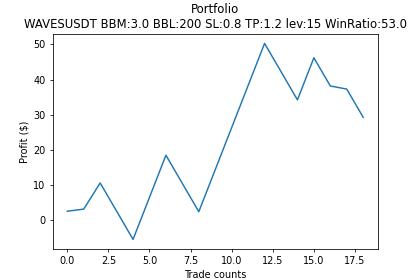 Portfolio
WAVESUSDT BBM:3.0 BBL:200 SL:0.8 TP:1.2 lev:15 WinRatio:53.0
50
40
30
20
10
0
Profit ($)
0.0 2.5 5.0 7.5 10.0 12.5 15.0 17.5
Trade counts